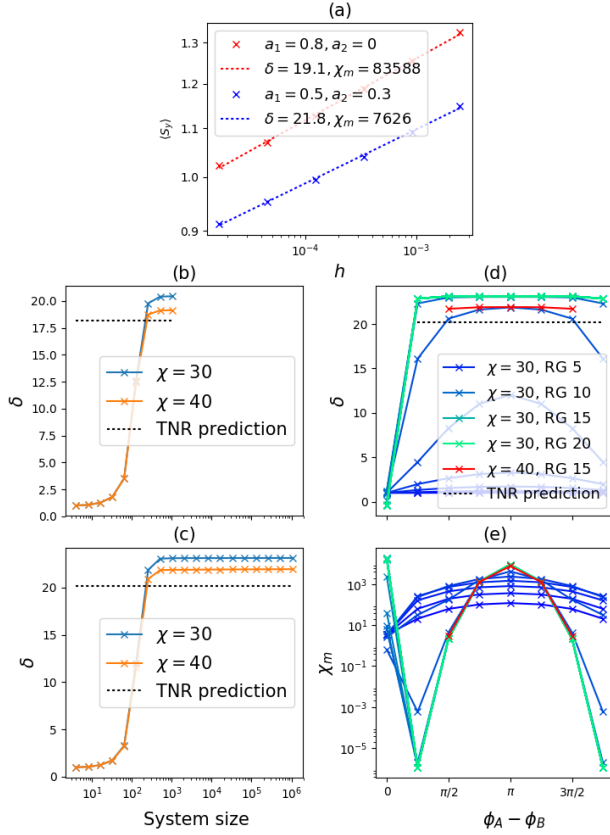 (a)
1.3
1.2
1.1
1.0
0.9
⟨S_y⟩
a₁ = 0.8, a₂ = 0
δ = 19.1, χ_m = 83588
a₁ = 0.5, a₂ = 0.3
δ = 21.8, χ_m = 7626
10⁻⁴
10⁻³
h
(b)
20.0
17.5
15.0
12.5
10.0
7.5
5.0
2.5
0.0
δ
χ = 30
χ = 40
TNR prediction
(d)
20
15
10
5
0
δ
χ = 30, RG 5
χ = 30, RG 10
χ = 30, RG 15
χ = 30, RG 20
χ = 40, RG 15
TNR prediction
(c)
20
15
10
5
0
δ
χ = 30
χ = 40
TNR prediction
10¹
10²
10³
10⁴
10⁵
10⁶
System size
(e)
10³
10¹
10⁻¹
10⁻³
10⁻⁵
χ_m
0
π/2
π
3π/2
ϕ_A − ϕ_B